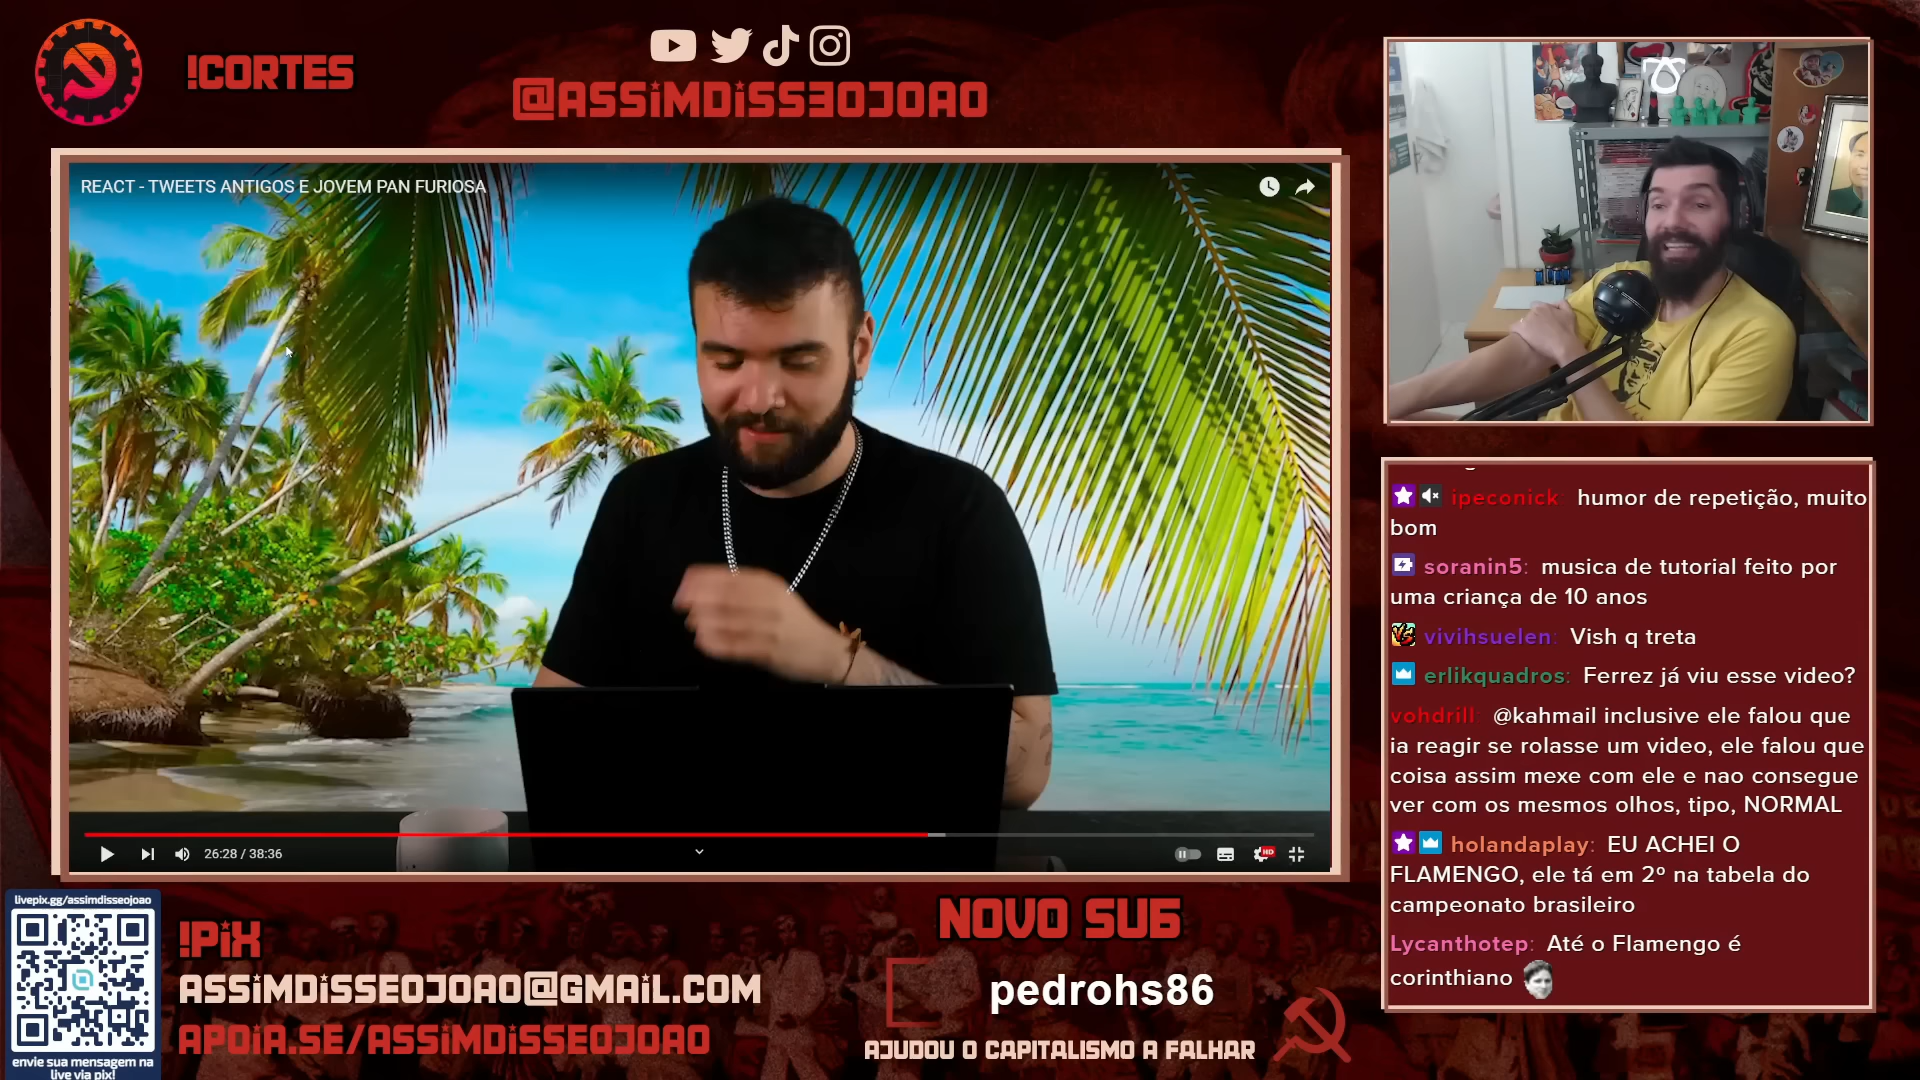 !CORTES
@ASSIMDISSEOJOAO
REACT - TWEETS ANTIGOS E JOVEM PAN FURIOSA
26:28 / 38:36
HD
ipeconick: humor de repetição, muito
bom
soranin5: musica de tutorial feito por
uma criança de 10 anos
vivihsuelen: Vish q treta
erlikquadros: Ferrez já viu esse video?
vohdrill: @kahmail inclusive ele falou que
ia reagir se rolasse um video, ele falou que
coisa assim mexe com ele e nao consegue
ver com os mesmos olhos, tipo, NORMAL
holandaplay: EU ACHEI O
FLAMENGO, ele tá em 2º na tabela do
campeonato brasileiro
Lycanthotep: Até o Flamengo é
corinthiano
livepix.gg/assimdisseojoao
envie sua mensagem na
live via pix!
!PIX
ASSIMDISSEOJOAO@GMAIL.COM
APOIA.SE/ASSIMDISSEOJOAO
NOVO SUB
pedrohs86
AJUDOU O CAPITALISMO A FALHAR